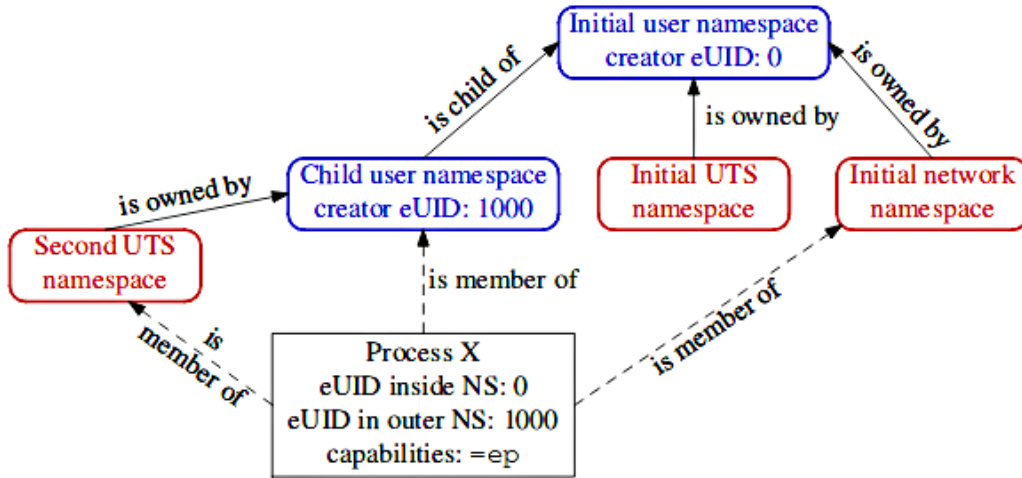 Initial user namespace
creator eUID: 0
is child of
is owned by
is owned by
Child user namespace
creator eUID: 1000
Initial UTS
namespace
Initial network
namespace
is owned by
Second UTS
namespace
is member of
is
member of
is member of
Process X
eUID inside NS: 0
eUID in outer NS: 1000
capabilities: =ep